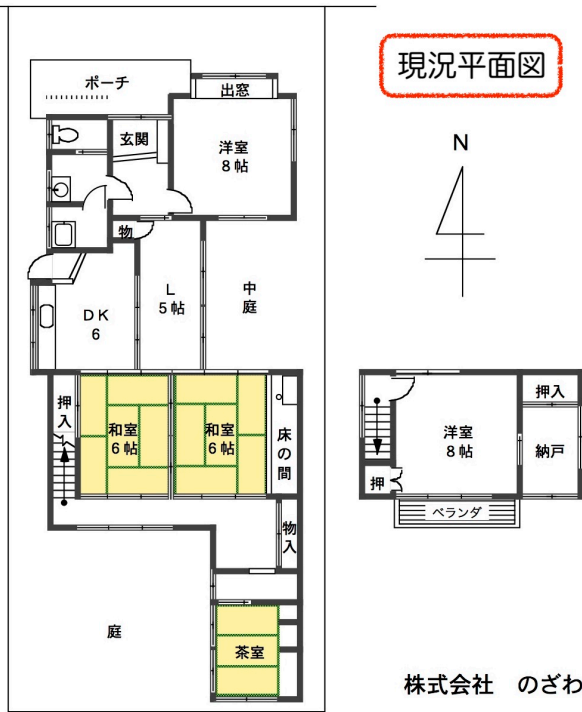 現況平面図
ポーチ
出窓
玄関
洋室
8帖
N
物
L
5帖
中
庭
DK
6
押
入
和室
6帖
和室
6帖
床
の
間
押入
洋室
8帖
納戸
押
ベランダ
物
入
庭
茶室
株式会社 のざわ